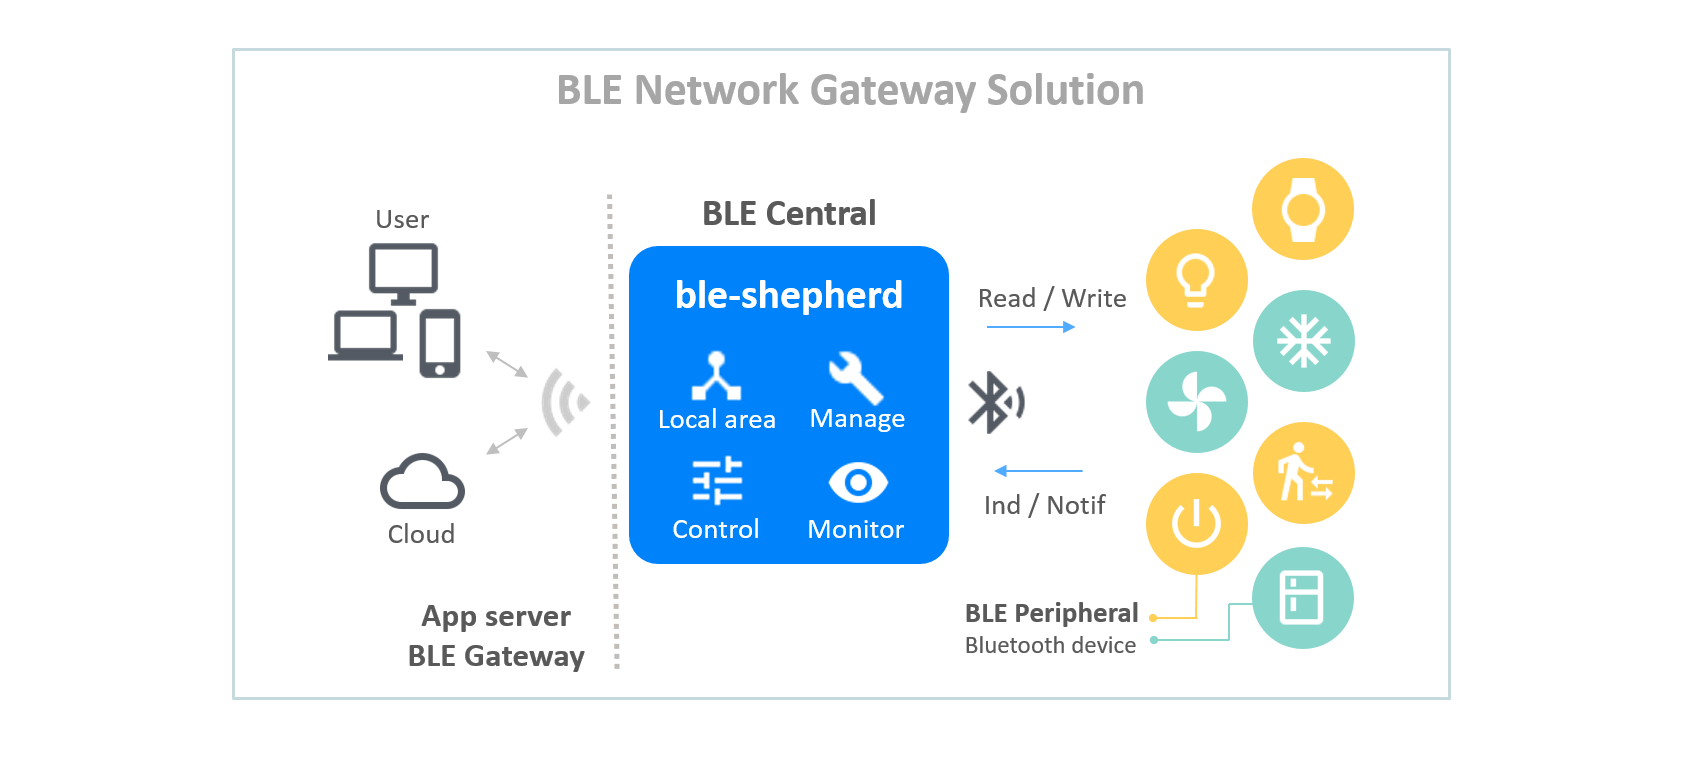 BLE Network Gateway Solution
User
Cloud
App server
BLE Gateway
BLE Central
ble-shepherd
Local area
Manage
Control
Monitor
Read / Write
Ind / Notif
BLE Peripheral
Bluetooth device